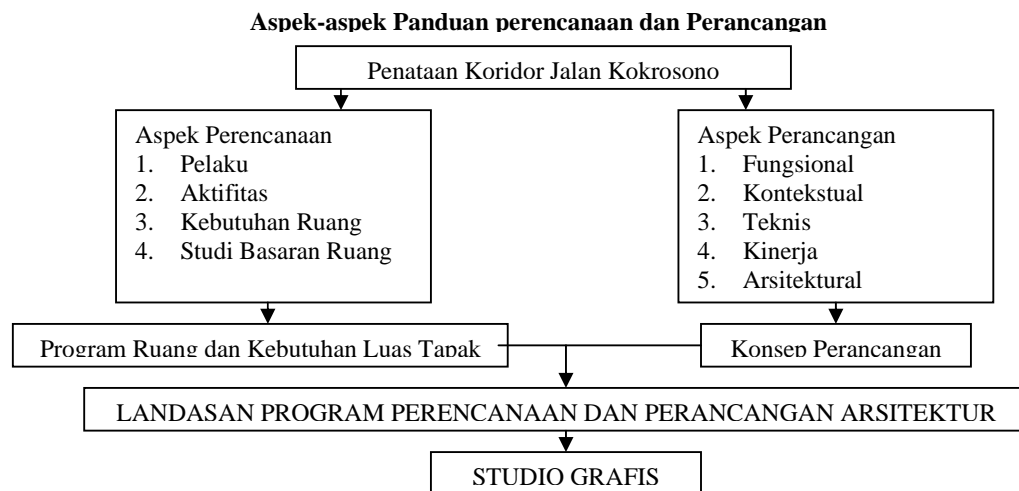 Aspek-aspek Panduan perencanaan dan Perancangan
Penataan Koridor Jalan Kokrosono
Aspek Perencanaan
1. Pelaku
2. Aktifitas
3. Kebutuhan Ruang
4. Studi Basaran Ruang
Aspek Perancangan
1. Fungsional
2. Kontekstual
3. Teknis
4. Kinerja
5. Arsitektural
Program Ruang dan Kebutuhan Luas Tapak
Konsep Perancangan
LANDASAN PROGRAM PERENCANAAN DAN PERANCANGAN ARSITEKTUR
STUDIO GRAFIS